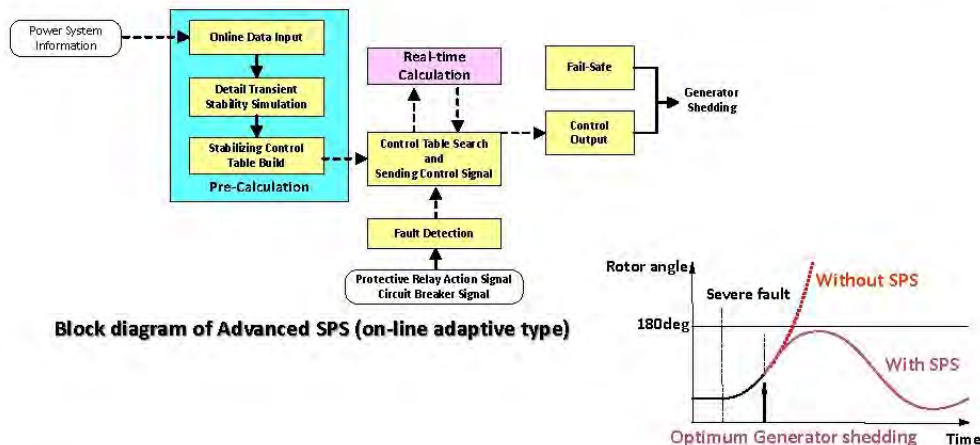 Power System
Information
Online Data Input
Detail Transient
Stability Simulation
Stabilizing Control
Table Build
Pre-Calculation
Real-time
Calculation
Control Table Search
and
Sending Control Signal
Fault Detection
Protective Relay Action Signal
Circuit Breaker Signal
Fail-Safe
Control
Output
Generator
Shedding
Block diagram of Advanced SPS (on-line adaptive type)
Rotor angle
Without SPS
Severe fault
180deg
With SPS
Optimum Generator shedding
Time